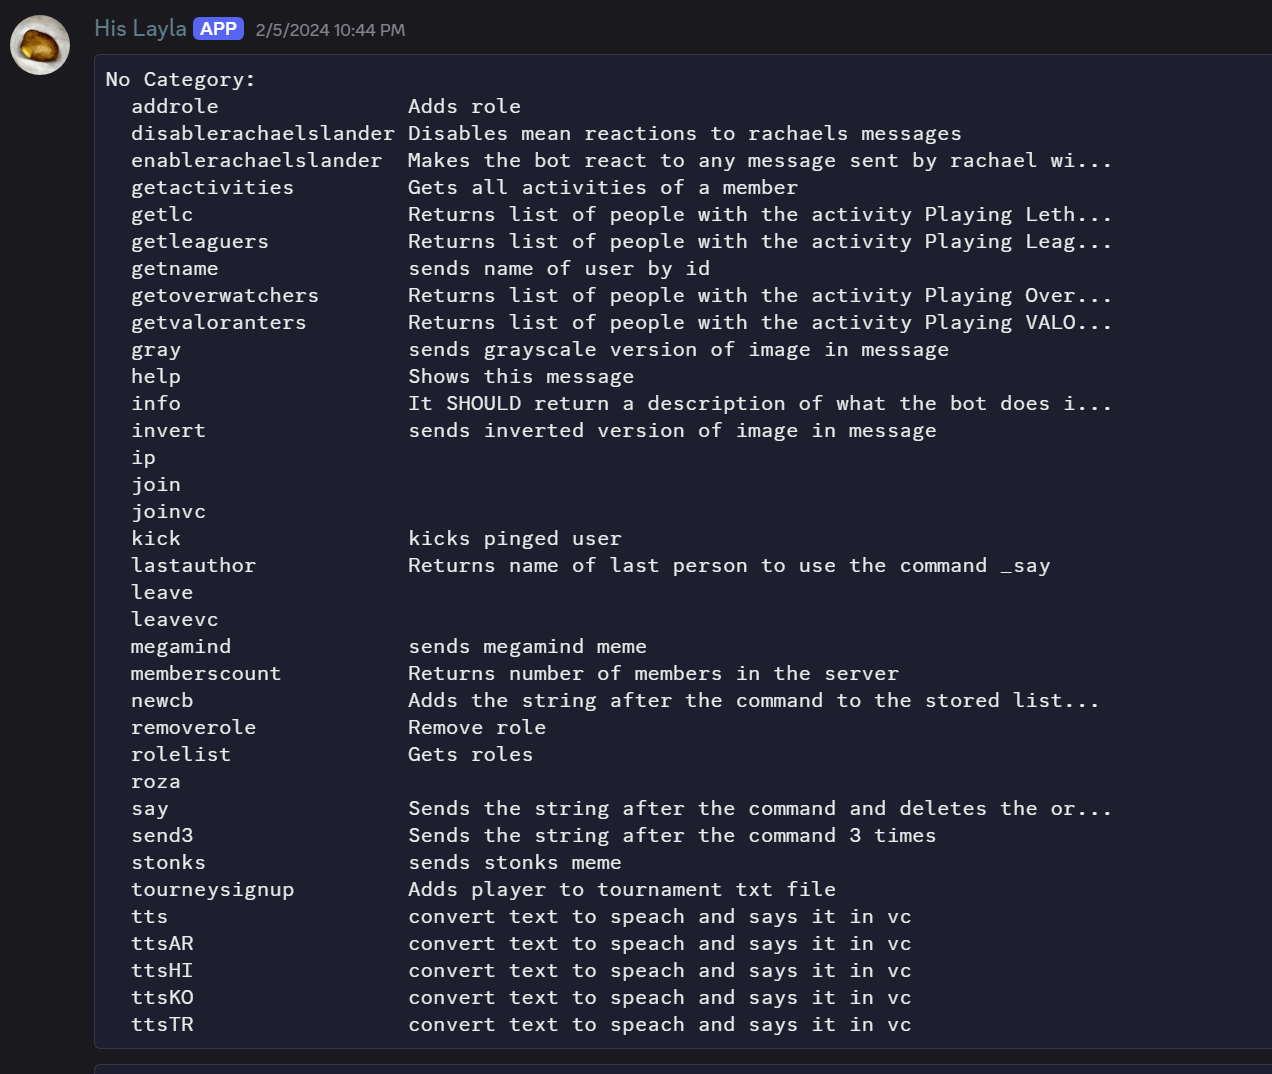 His Layla APP 2/5/2024 10:44 PM
No Category:
addrole Adds role
disablerachaelslander Disables mean reactions to rachaels messages
enablerachaelslander Makes the bot react to any message sent by rachael wi...
getactivities Gets all activities of a member
getlc Returns list of people with the activity Playing Leth...
getleaguers Returns list of people with the activity Playing Leag...
getname sends name of user by id
getoverwatchers Returns list of people with the activity Playing Over...
getvaloranters Returns list of people with the activity Playing VALO...
gray sends grayscale version of image in message
help Shows this message
info It SHOULD return a description of what the bot does i...
invert sends inverted version of image in message
ip
join
joinvc
kick kicks pinged user
lastauthor Returns name of last person to use the command _say
leave
leavevc
megamind sends megamind meme
memberscount Returns number of members in the server
newcb Adds the string after the command to the stored list...
removerole Remove role
rolelist Gets roles
roza
say Sends the string after the command and deletes the or...
send3 Sends the string after the command 3 times
stonks sends stonks meme
tourneysignup Adds player to tournament txt file
tts convert text to speach and says it in vc
ttsAR convert text to speach and says it in vc
ttsHI convert text to speach and says it in vc
ttsKO convert text to speach and says it in vc
ttsTR convert text to speach and says it in vc